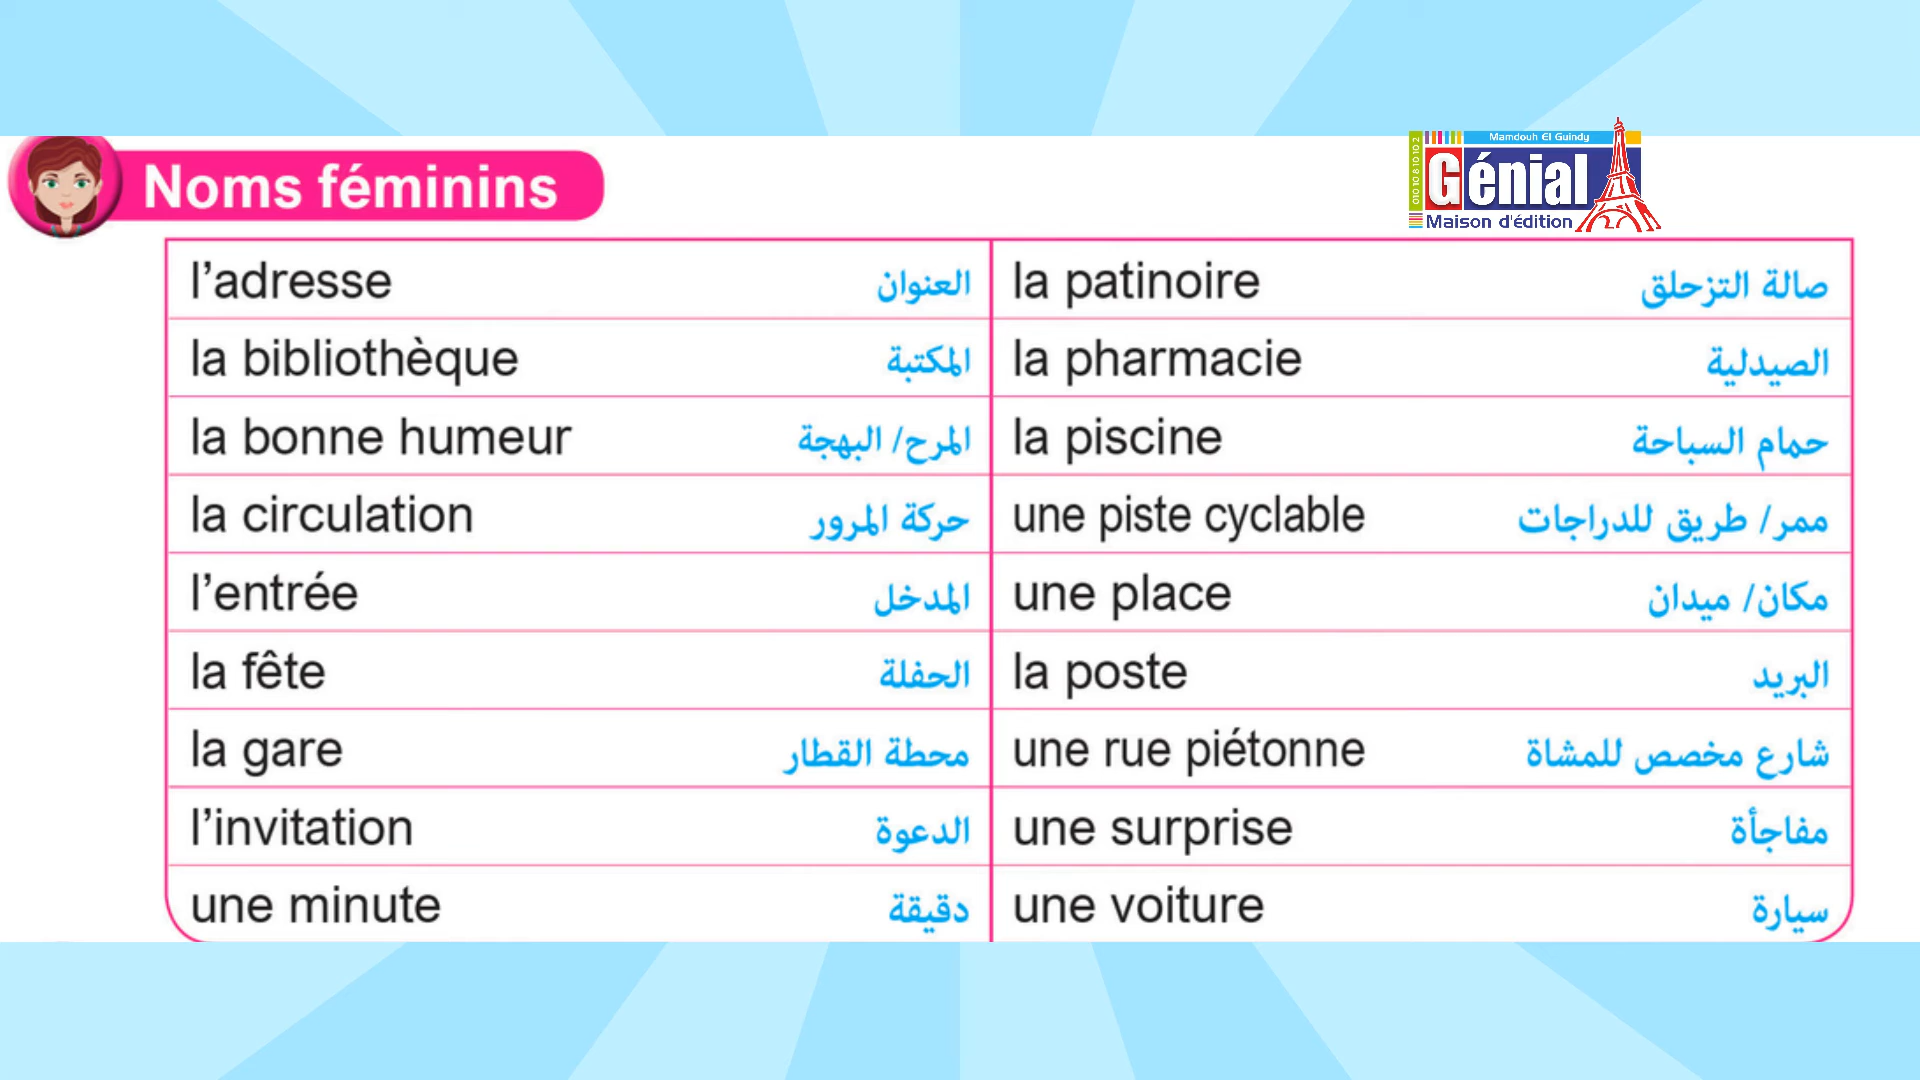 Noms féminins
Mamdouh El Guindy
01010810102
Génial
Maison d'édition
l’adresse العنوان
la bibliothèque المكتبة
la bonne humeur المرح/ البهجة
la circulation حركة المرور
l’entrée المدخل
la fête الحفلة
la gare محطة القطار
l’invitation الدعوة
une minute دقيقة
la patinoire صالة التزحلق
la pharmacie الصيدلية
la piscine حمام السباحة
une piste cyclable ممر/ طريق للدراجات
une place مكان/ ميدان
la poste البريد
une rue piétonne شارع مخصص للمشاة
une surprise مفاجأة
une voiture سيارة